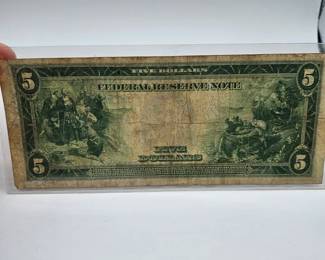 5 FIVE DOLLARS 5
FEDERAL RESERVE NOTE
5 FIVE 5
DOLLARS